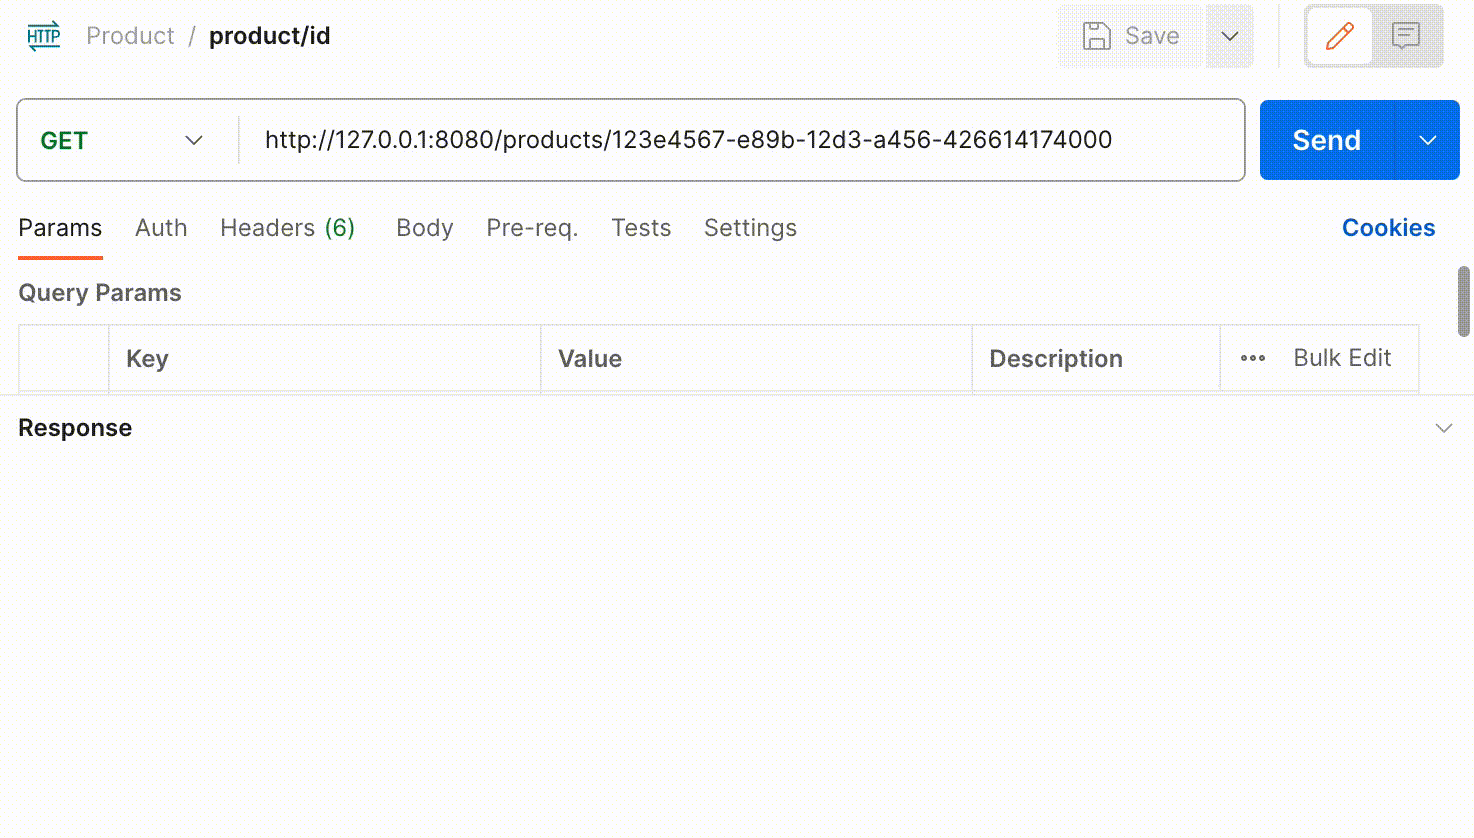 HTTP Product / product/id Save
GET http://127.0.0.1:8080/products/123e4567-e89b-12d3-a456-426614174000 Send
Params Auth Headers (6) Body Pre-req. Tests Settings Cookies
Query Params
Key Value Description ••• Bulk Edit
Response